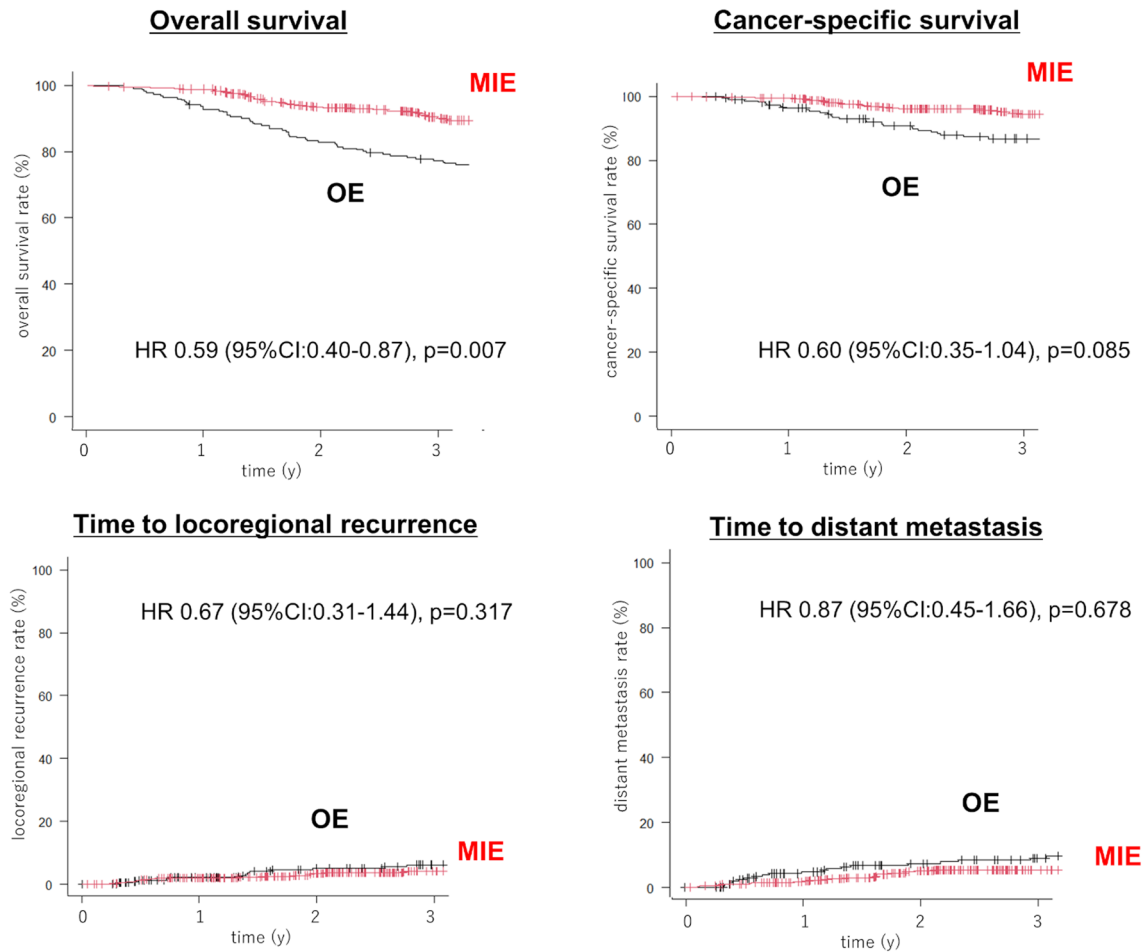 Overall survival
MIE
100
80
60
40
20
0
overall survival rate (%)
OE
HR 0.59 (95%CI:0.40-0.87), p=0.007
0 1 2 3
time (y)
Cancer-specific survival
MIE
100
80
60
40
20
0
cancer-specific survival rate (%)
OE
HR 0.60 (95%CI:0.35-1.04), p=0.085
0 1 2 3
time (y)
Time to locoregional recurrence
100
80
60
40
20
0
locoregional recurrence rate (%)
HR 0.67 (95%CI:0.31-1.44), p=0.317
OE
MIE
0 1 2 3
time (y)
Time to distant metastasis
100
80
60
40
20
0
distant metastasis rate (%)
HR 0.87 (95%CI:0.45-1.66), p=0.678
OE
MIE
0 1 2 3
time (y)